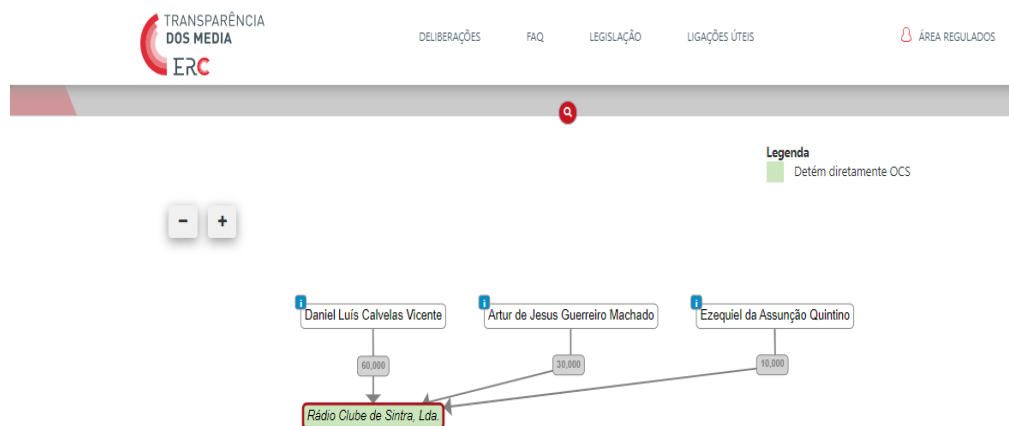 TRANSPARÊNCIA
DOS MEDIA
ERC
DELIBERAÇÕES FAQ LEGISLAÇÃO LIGAÇÕES ÚTEIS ÁREA REGULADOS
Legenda
Detém diretamente OCS
- +
i i i
Daniel Luís Calvelas Vicente Artur de Jesus Guerreiro Machado Ezequiel da Assunção Quintino
60,000 30,000 10,000
Rádio Clube de Sintra, Lda.